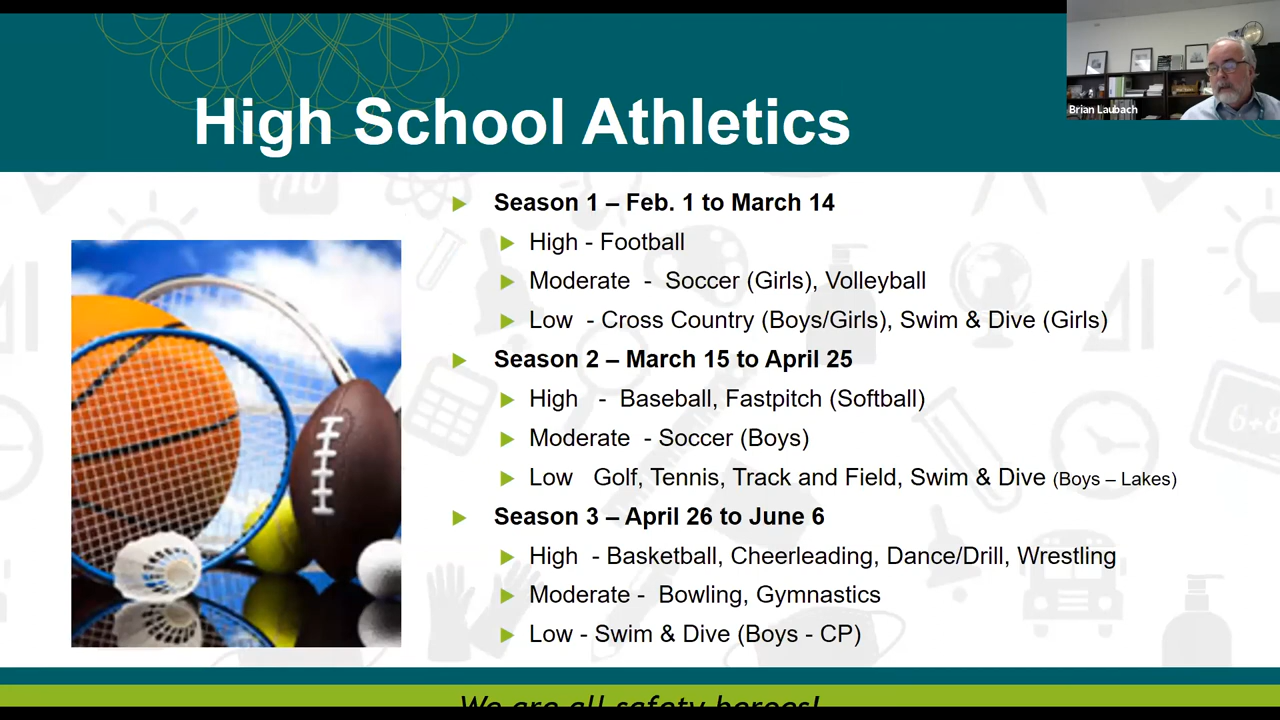 High School Athletics
Brian Laubach
Season 1 – Feb. 1 to March 14
High - Football
Moderate - Soccer (Girls), Volleyball
Low - Cross Country (Boys/Girls), Swim & Dive (Girls)
Season 2 – March 15 to April 25
High - Baseball, Fastpitch (Softball)
Moderate - Soccer (Boys)
Low Golf, Tennis, Track and Field, Swim & Dive (Boys – Lakes)
Season 3 – April 26 to June 6
High - Basketball, Cheerleading, Dance/Drill, Wrestling
Moderate - Bowling, Gymnastics
Low - Swim & Dive (Boys - CP)
6+8
We are all safety heroes!